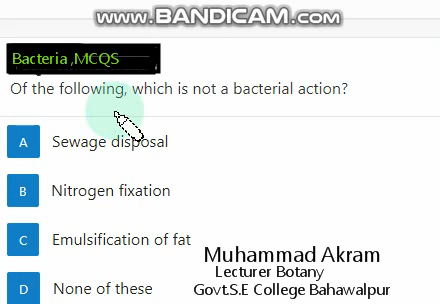 www.BANDICAM.com
Bacteria ,MCQS
Of the following, which is not a bacterial action?
A Sewage disposal
B Nitrogen fixation
C Emulsification of fat
D None of these
Muhammad Akram
Lecturer Botany
Govt.S.E College Bahawalpur